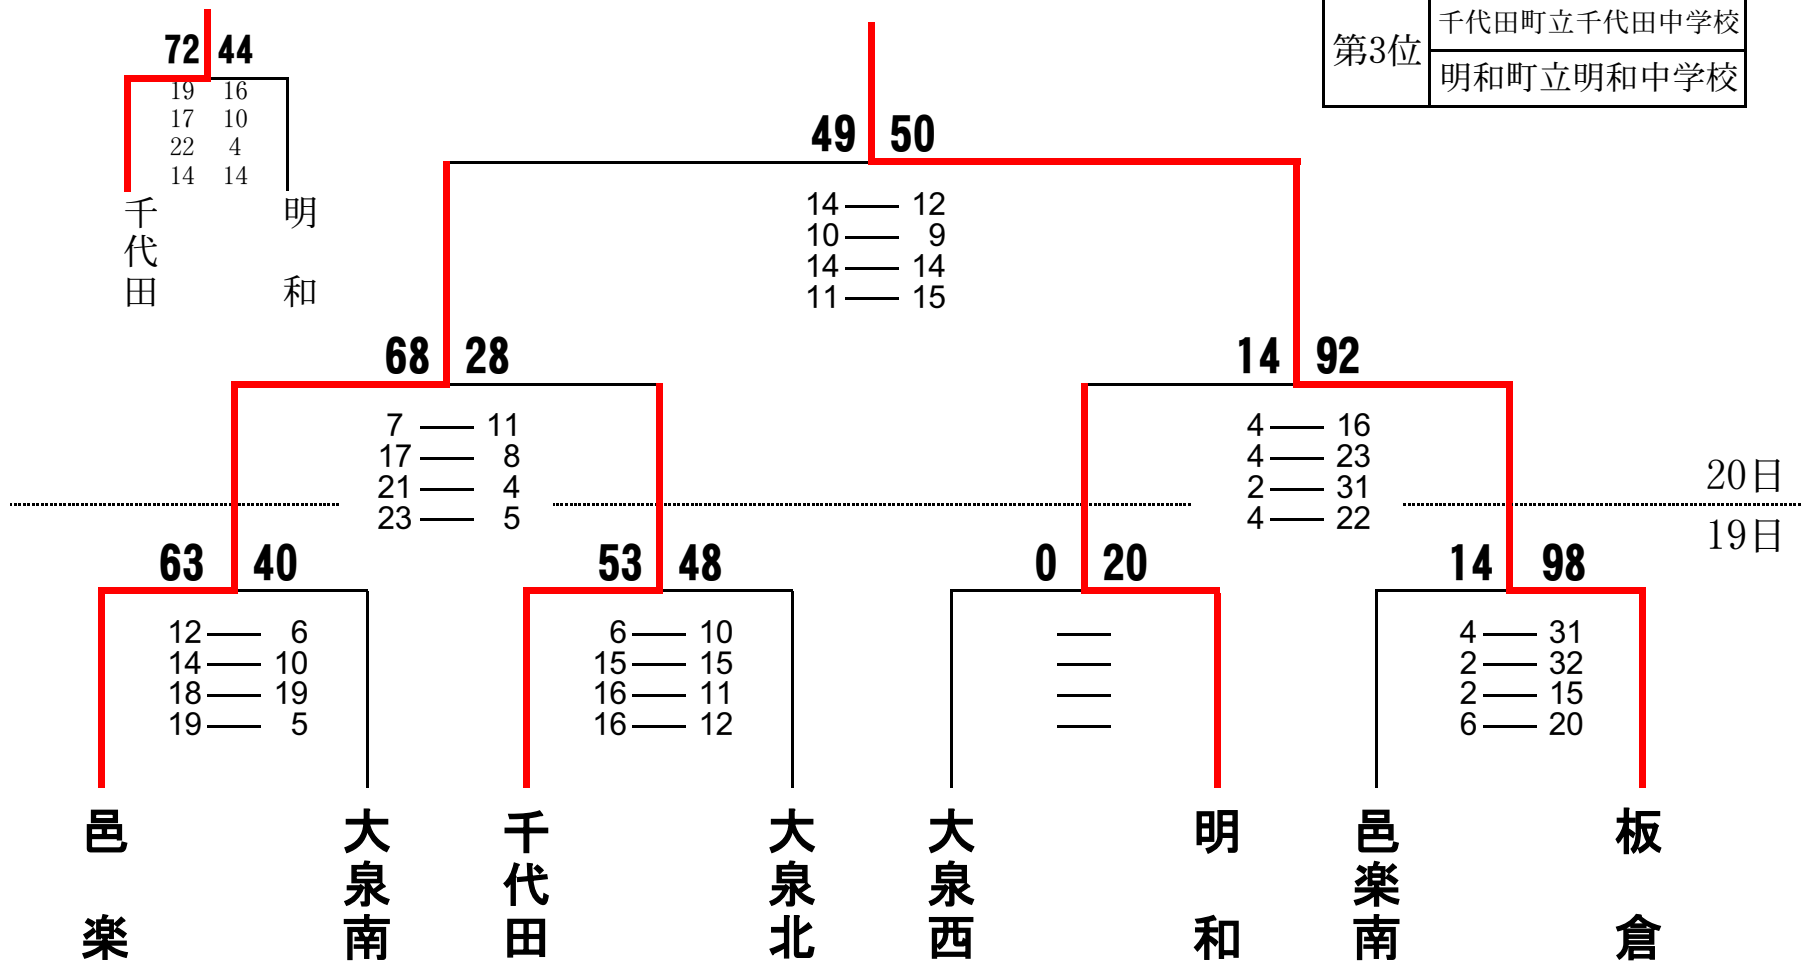 千代田町立千代田中学校
第3位
明和町立明和中学校
72 44
19 16
17 10
22 4
14 14
千代田
明和
49 50
14 12
10 9
14 14
11 15
68 28
7 11
17 8
21 4
23 5
14 92
4 16
4 23
2 31
4 22
20日
19日
63 40
12 6
14 10
18 19
19 5
53 48
6 10
15 15
16 11
16 12
0 20
14 98
4 31
2 32
2 15
6 20
邑楽
大泉南
千代田
大泉北
大泉西
明和
邑楽南
板倉